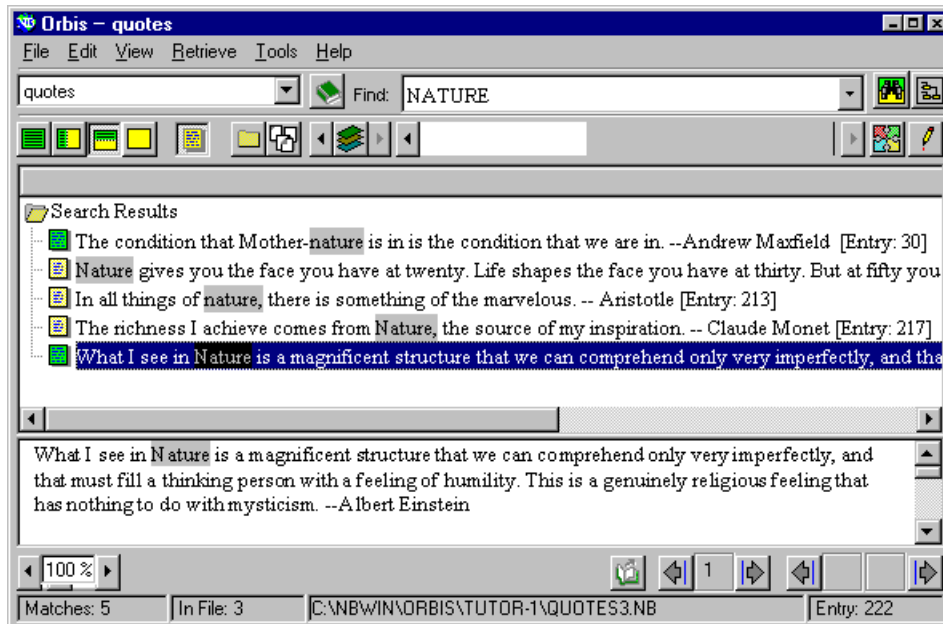 Orbis – quotes
File Edit View Retrieve Tools Help
quotes Find: NATURE
Search Results
The condition that Mother-nature is in is the condition that we are in. --Andrew Maxfield [Entry: 30]
Nature gives you the face you have at twenty. Life shapes the face you have at thirty. But at fifty you
In all things of nature, there is something of the marvelous. -- Aristotle [Entry: 213]
The richness I achieve comes from Nature, the source of my inspiration. -- Claude Monet [Entry: 217]
What I see in Nature is a magnificent structure that we can comprehend only very imperfectly, and tha
What I see in Nature is a magnificent structure that we can comprehend only very imperfectly, and
that must fill a thinking person with a feeling of humility. This is a genuinely religious feeling that
has nothing to do with mysticism. --Albert Einstein
100 % 1
Matches: 5 In File: 3 C:\NBWIN\ORBIS\TUTOR-1\QUOTES3.NB Entry: 222